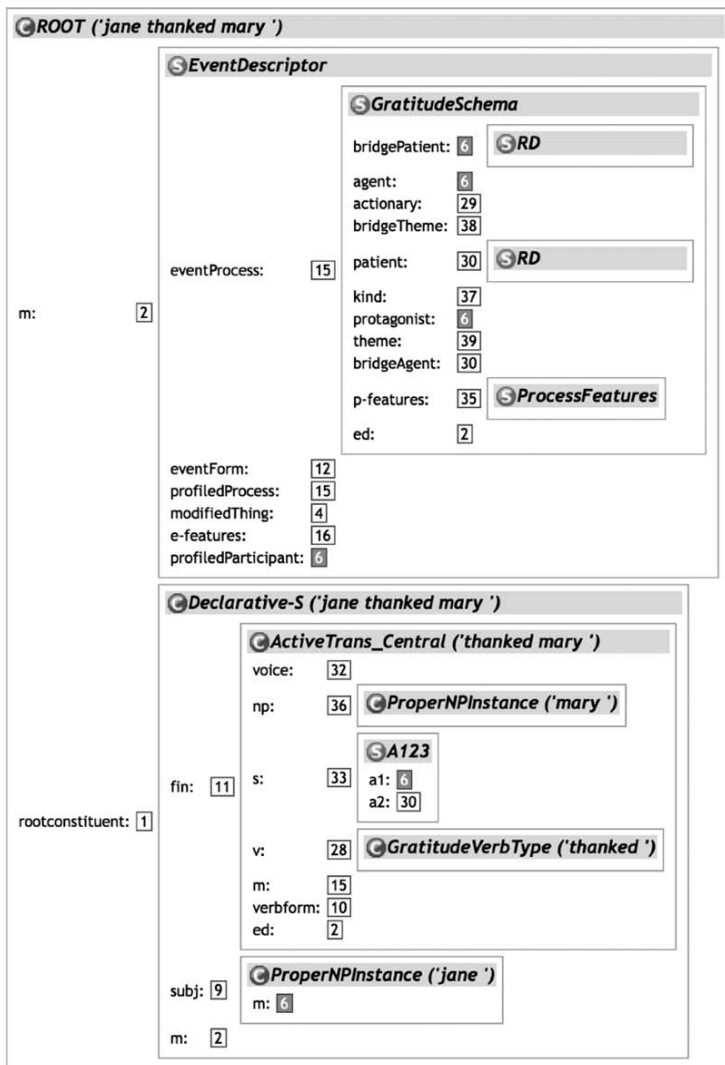 C ROOT ('jane thanked mary ')
S EventDescriptor
S GratitudeSchema
bridgePatient: 6 S RD
agent: 6
actionary: 29
bridgeTheme: 38
eventProcess: 15
patient: 30 S RD
m: 2
kind: 37
protagonist: 6
theme: 39
bridgeAgent: 30
p-features: 35 S ProcessFeatures
ed: 2
eventForm: 12
profiledProcess: 15
modifiedThing: 4
e-features: 16
profiledParticipant: 6
C Declarative-S ('jane thanked mary ')
C ActiveTrans_Central ('thanked mary ')
voice: 32
np: 36 C ProperNPInstance ('mary ')
S A123
fin: 11
s: 33
a1: 6
a2: 30
rootconstituent: 1
v: 28 C GratitudeVerbType ('thanked ')
m: 15
verbform: 10
ed: 2
C ProperNPInstance ('jane ')
subj: 9
m: 6
m: 2